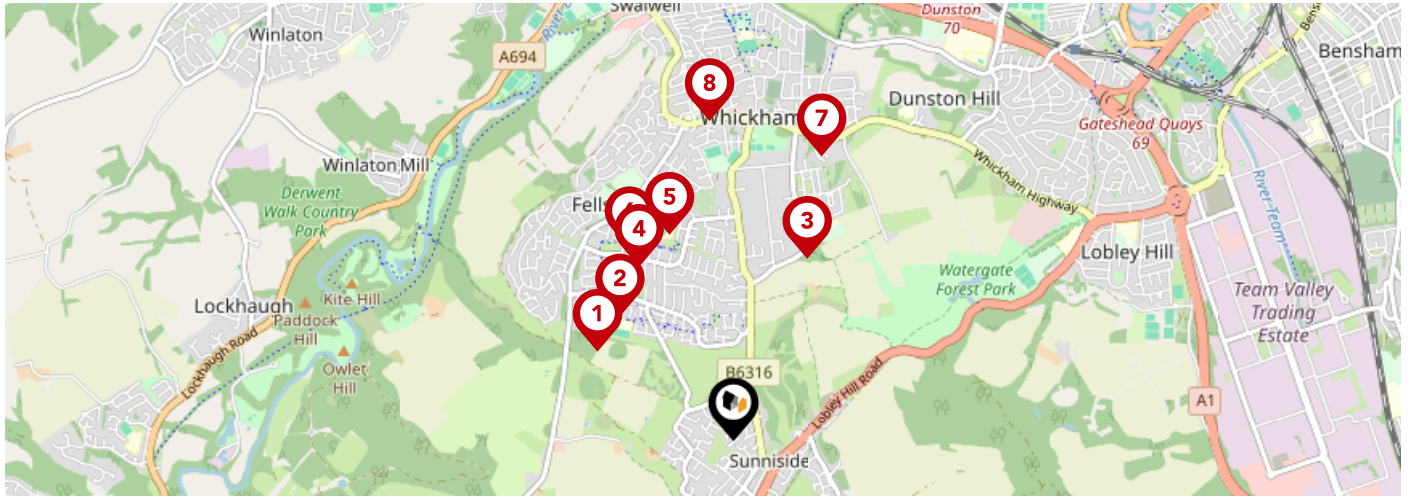 Swalwell
Dunston
70
Winlaton
A694
River
Bensham
8
Whickham
7
Dunston Hill
Gateshead Quays
69
Winlaton Mill
Whickham Highway
Derwent
Walk Country
Park
River Team
5
Fells
4
3
Lobley Hill
Watergate
Forest Park
2
Kite Hill
Lockhaugh
Team Valley
Trading
Estate
1
Paddock
Hill
Lockhaugh Road
Owlet
Hill
B6316
Lobley Hill Road
A1
Sunniside